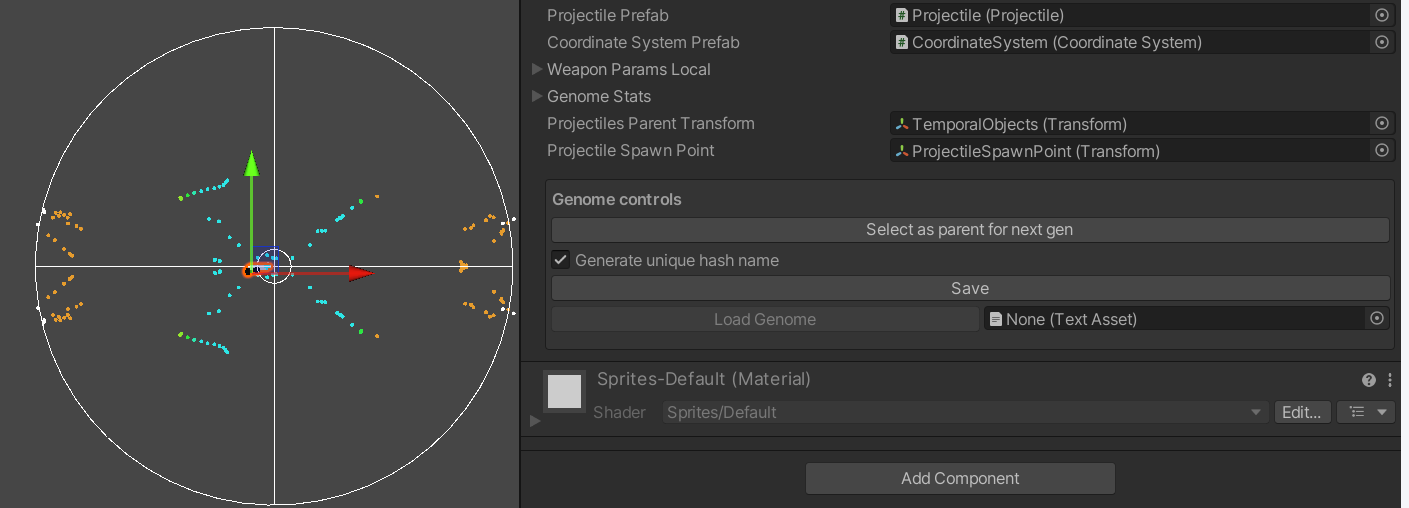 Projectile Prefab
Projectile (Projectile)
Coordinate System Prefab
CoordinateSystem (Coordinate System)
Weapon Params Local
Genome Stats
Projectiles Parent Transform
TemporalObjects (Transform)
Projectile Spawn Point
ProjectileSpawnPoint (Transform)
Genome controls
Select as parent for next gen
Generate unique hash name
Save
Load Genome
None (Text Asset)
Sprites-Default (Material)
Shader
Sprites/Default
Edit...
Add Component